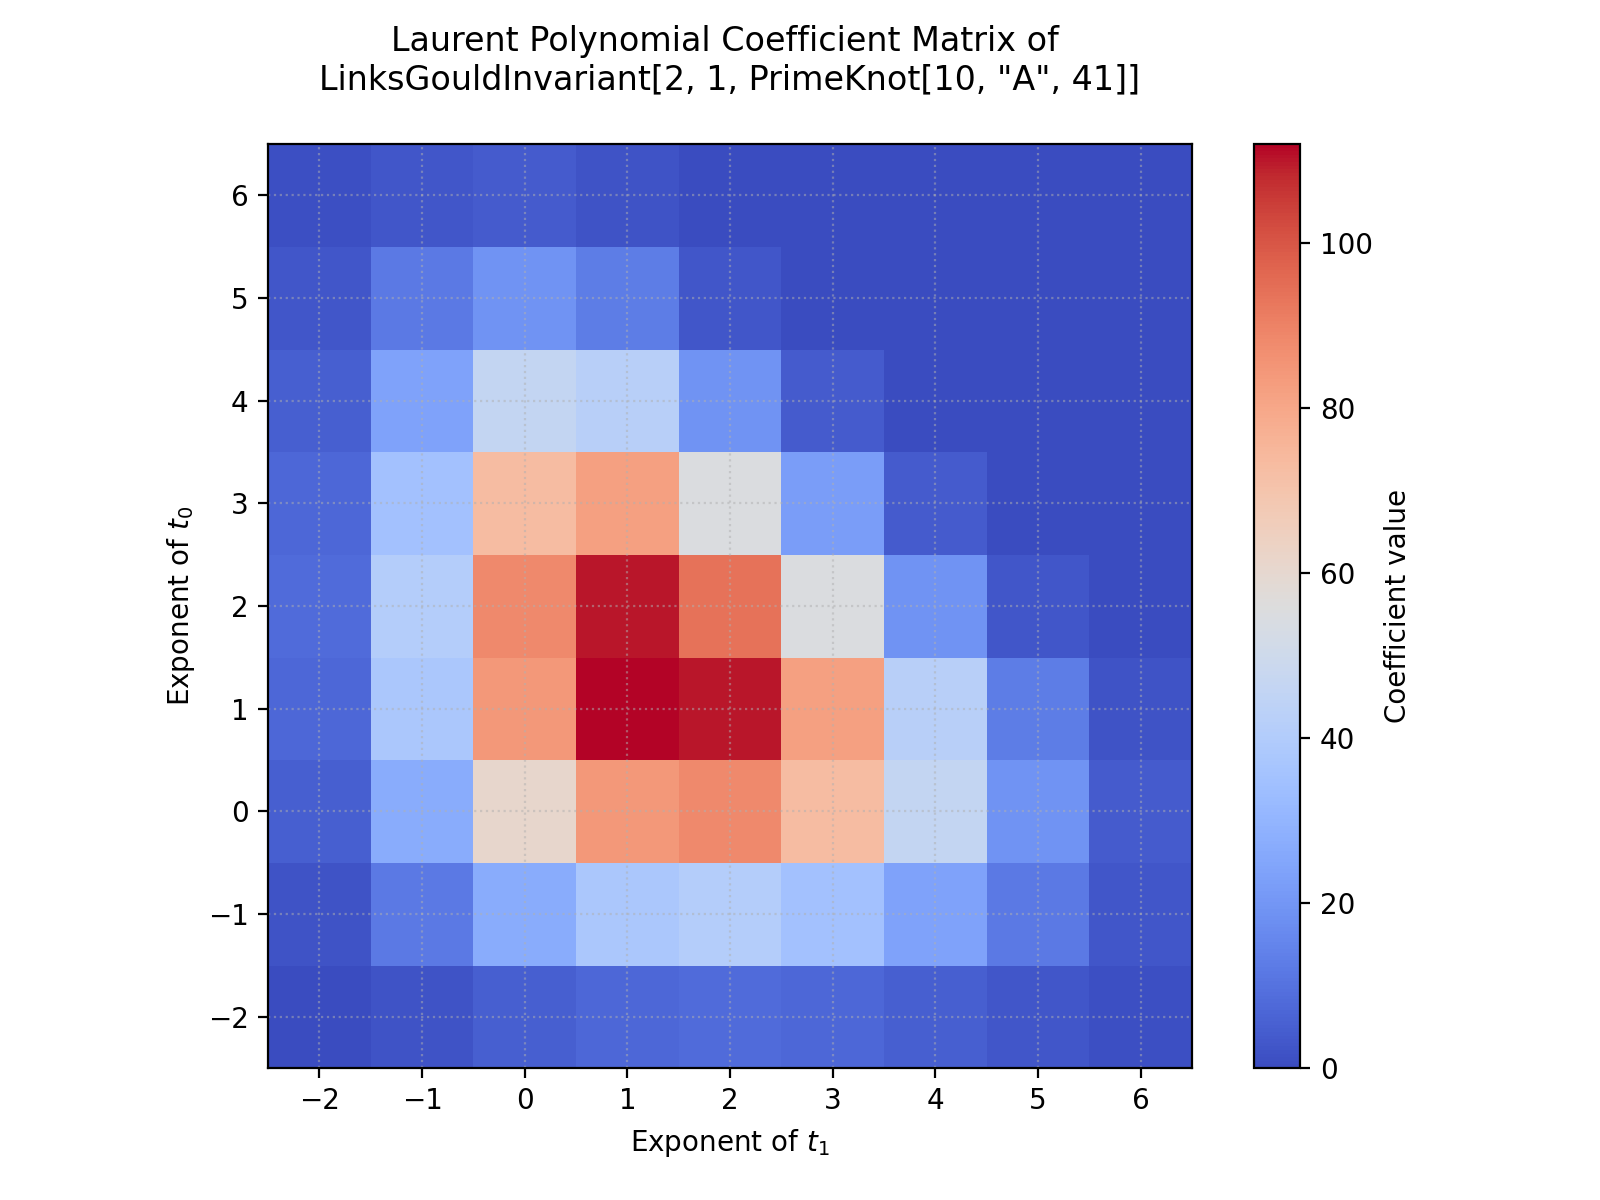 Laurent Polynomial Coefficient Matrix of
LinksGouldInvariant[2, 1, PrimeKnot[10, "A", 41]]
6
5
4
3
2
1
0
−1
−2
Exponent of t₀
−2 −1 0 1 2 3 4 5 6
Exponent of t₁
100
80
60
40
20
0
Coefficient value